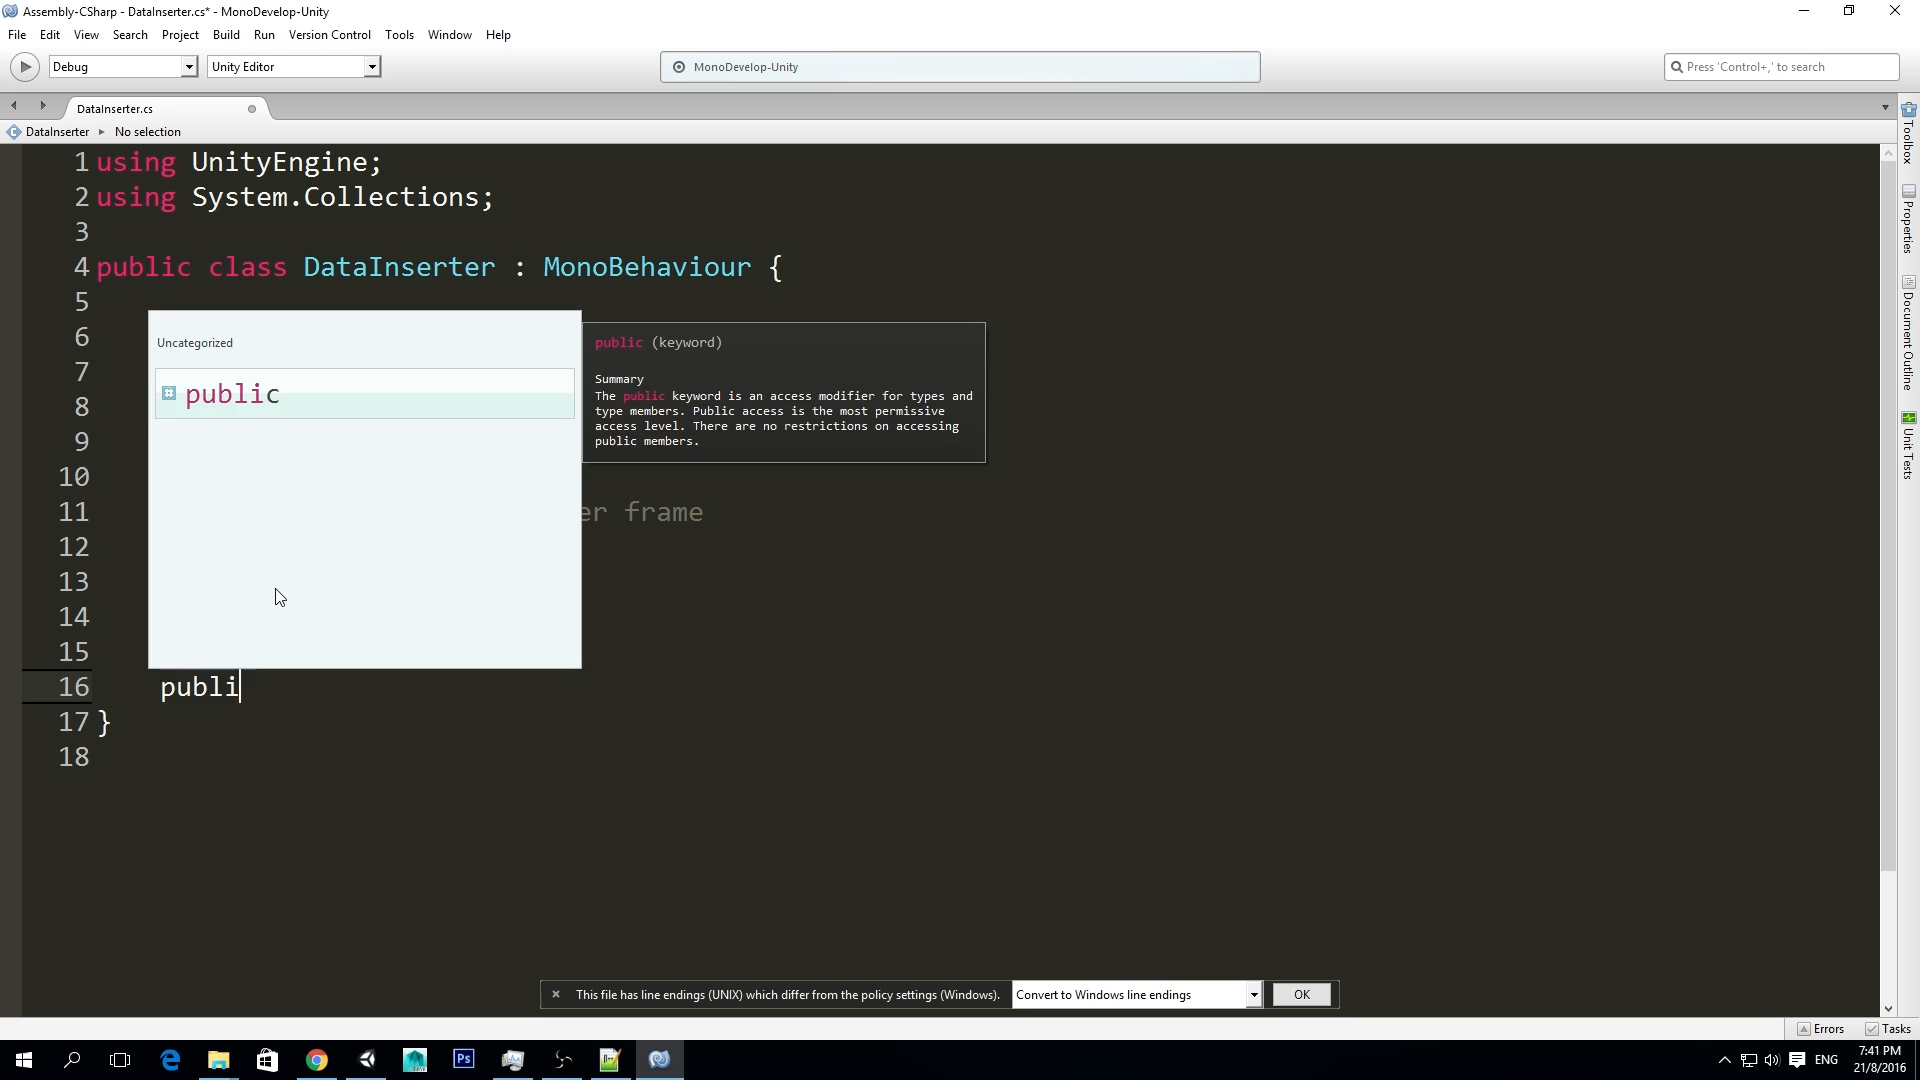 Assembly-CSharp - DataInserter.cs* - MonoDevelop-Unity
File Edit View Search Project Build Run Version Control Tools Window Help
Debug Unity Editor MonoDevelop-Unity Press 'Control+,' to search
DataInserter.cs
DataInserter No selection
1 using UnityEngine;
2 using System.Collections;
3
4 public class DataInserter : MonoBehaviour {
5
6
7
8
9
10
11 er frame
12
13
14
15
16 publi
17 }
18
Uncategorized
public
public (keyword)
Summary
The public keyword is an access modifier for types and
type members. Public access is the most permissive
access level. There are no restrictions on accessing
public members.
Toolbox
Properties
Document Outline
Unit Tests
This file has line endings (UNIX) which differ from the policy settings (Windows). Convert to Windows line endings OK
Errors Tasks
Ps
ENG
7:41 PM
21/8/2016